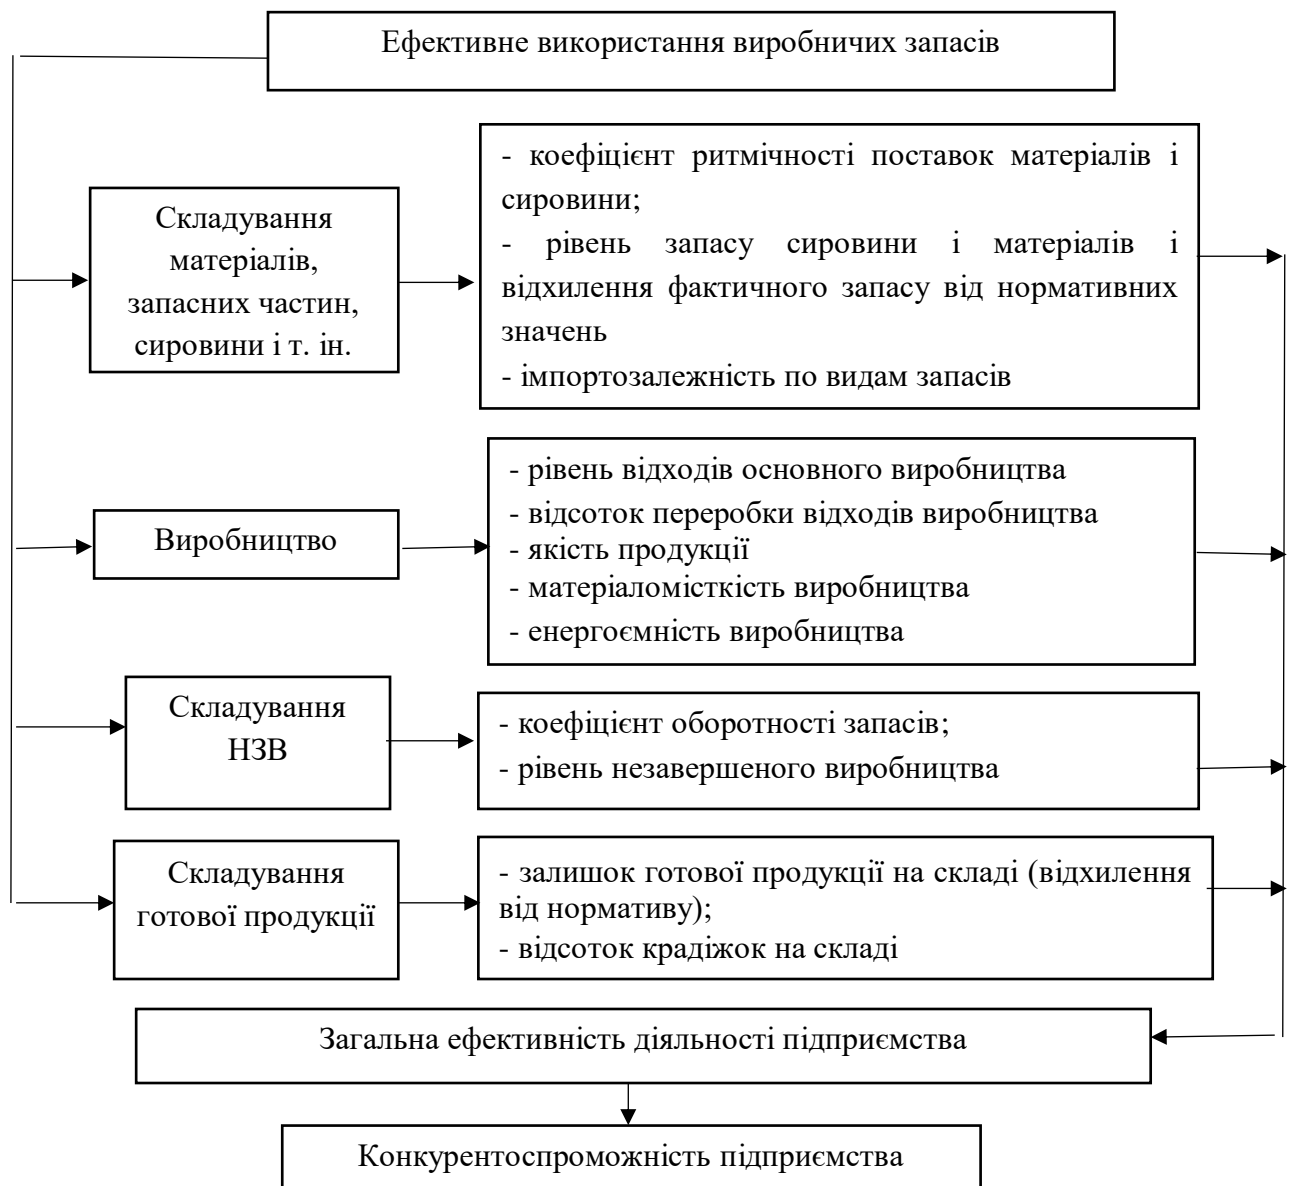 Ефективне використання виробничих запасів
Складування
матеріалів,
запасних частин,
сировини і т. ін.
- коефіцієнт ритмічності поставок матеріалів і
сировини;
- рівень запасу сировини і матеріалів і
відхилення фактичного запасу від нормативних
значень
- імпортозалежність по видам запасів
Виробництво
- рівень відходів основного виробництва
- відсоток переробки відходів виробництва
- якість продукції
- матеріаломісткість виробництва
- енергоємність виробництва
Складування
НЗВ
- коефіцієнт оборотності запасів;
- рівень незавершеного виробництва
Складування
готової продукції
- залишок готової продукції на складі (відхилення
від нормативу);
- відсоток крадіжок на складі
Загальна ефективність діяльності підприємства
Конкурентоспроможність підприємства